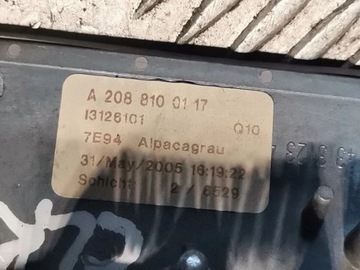 A 208 810 01 17
I3126101 Q10
7E94 Alpacagrau
31/May/2005 16:19:22
Schicht 2 / 6529